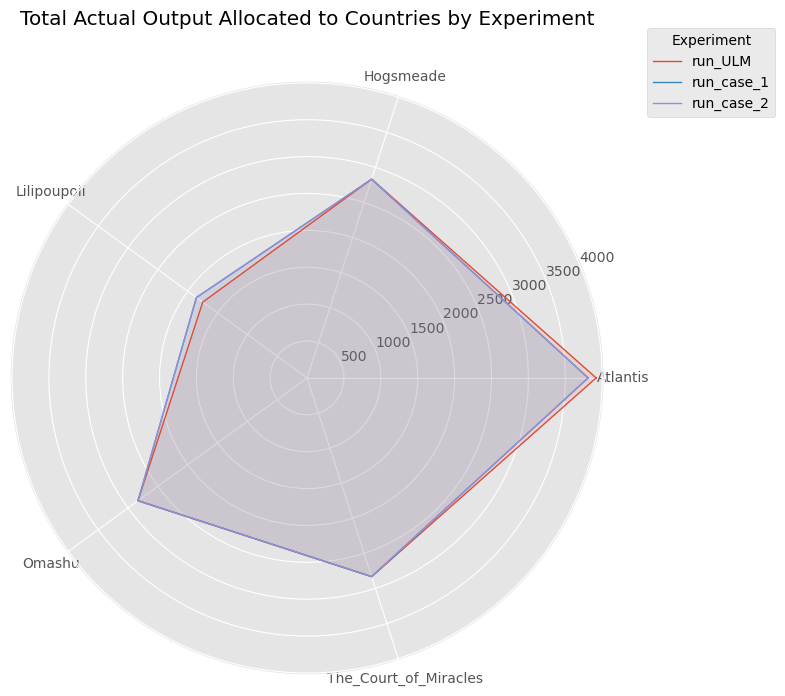 Total Actual Output Allocated to Countries by Experiment
Experiment
run_ULM
run_case_1
run_case_2
Hogsmeade
Lilipoupoli
4000
3500
3000
2500
2000
1500
1000
500
Atlantis
Omashu
The_Court_of_Miracles